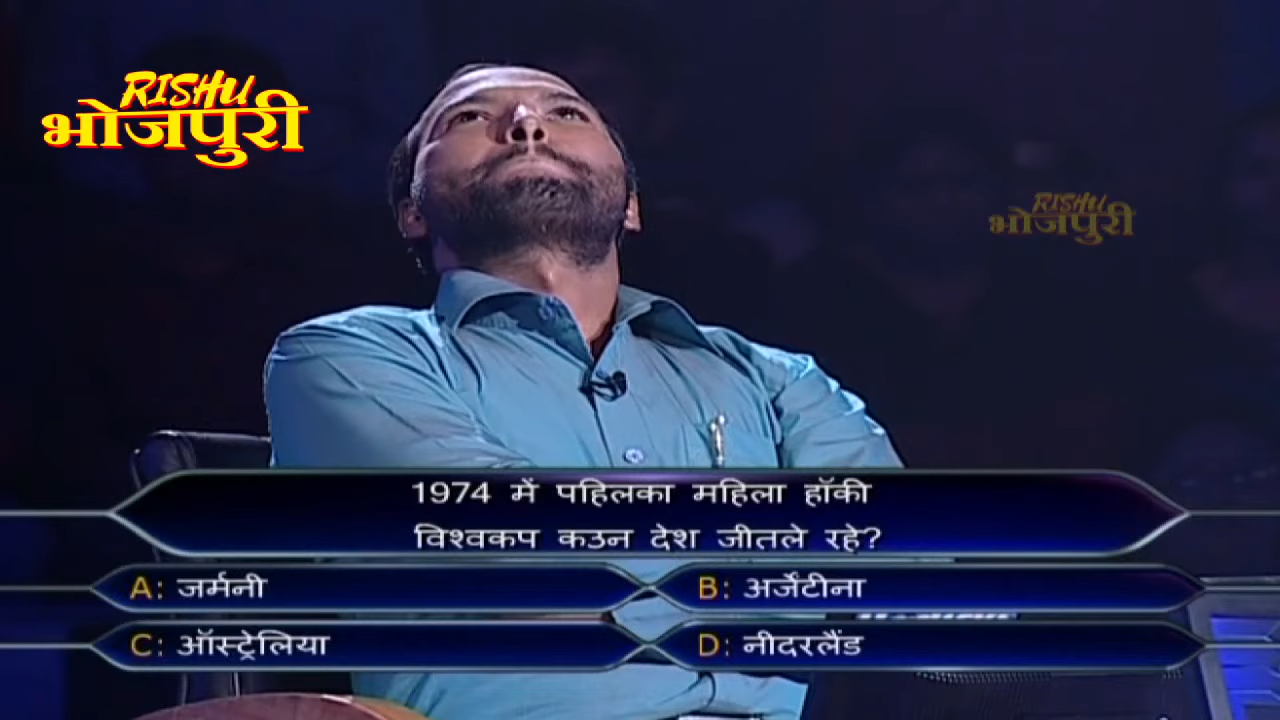 RISHU
भोजपुरी
RISHU
भोजपुरी
1974 में पहिलका महिला हॉकी
विश्वकप कउन देश जीतले रहे?
A: जर्मनी
B: अर्जेंटीना
C: ऑस्ट्रेलिया
D: नीदरलैंड